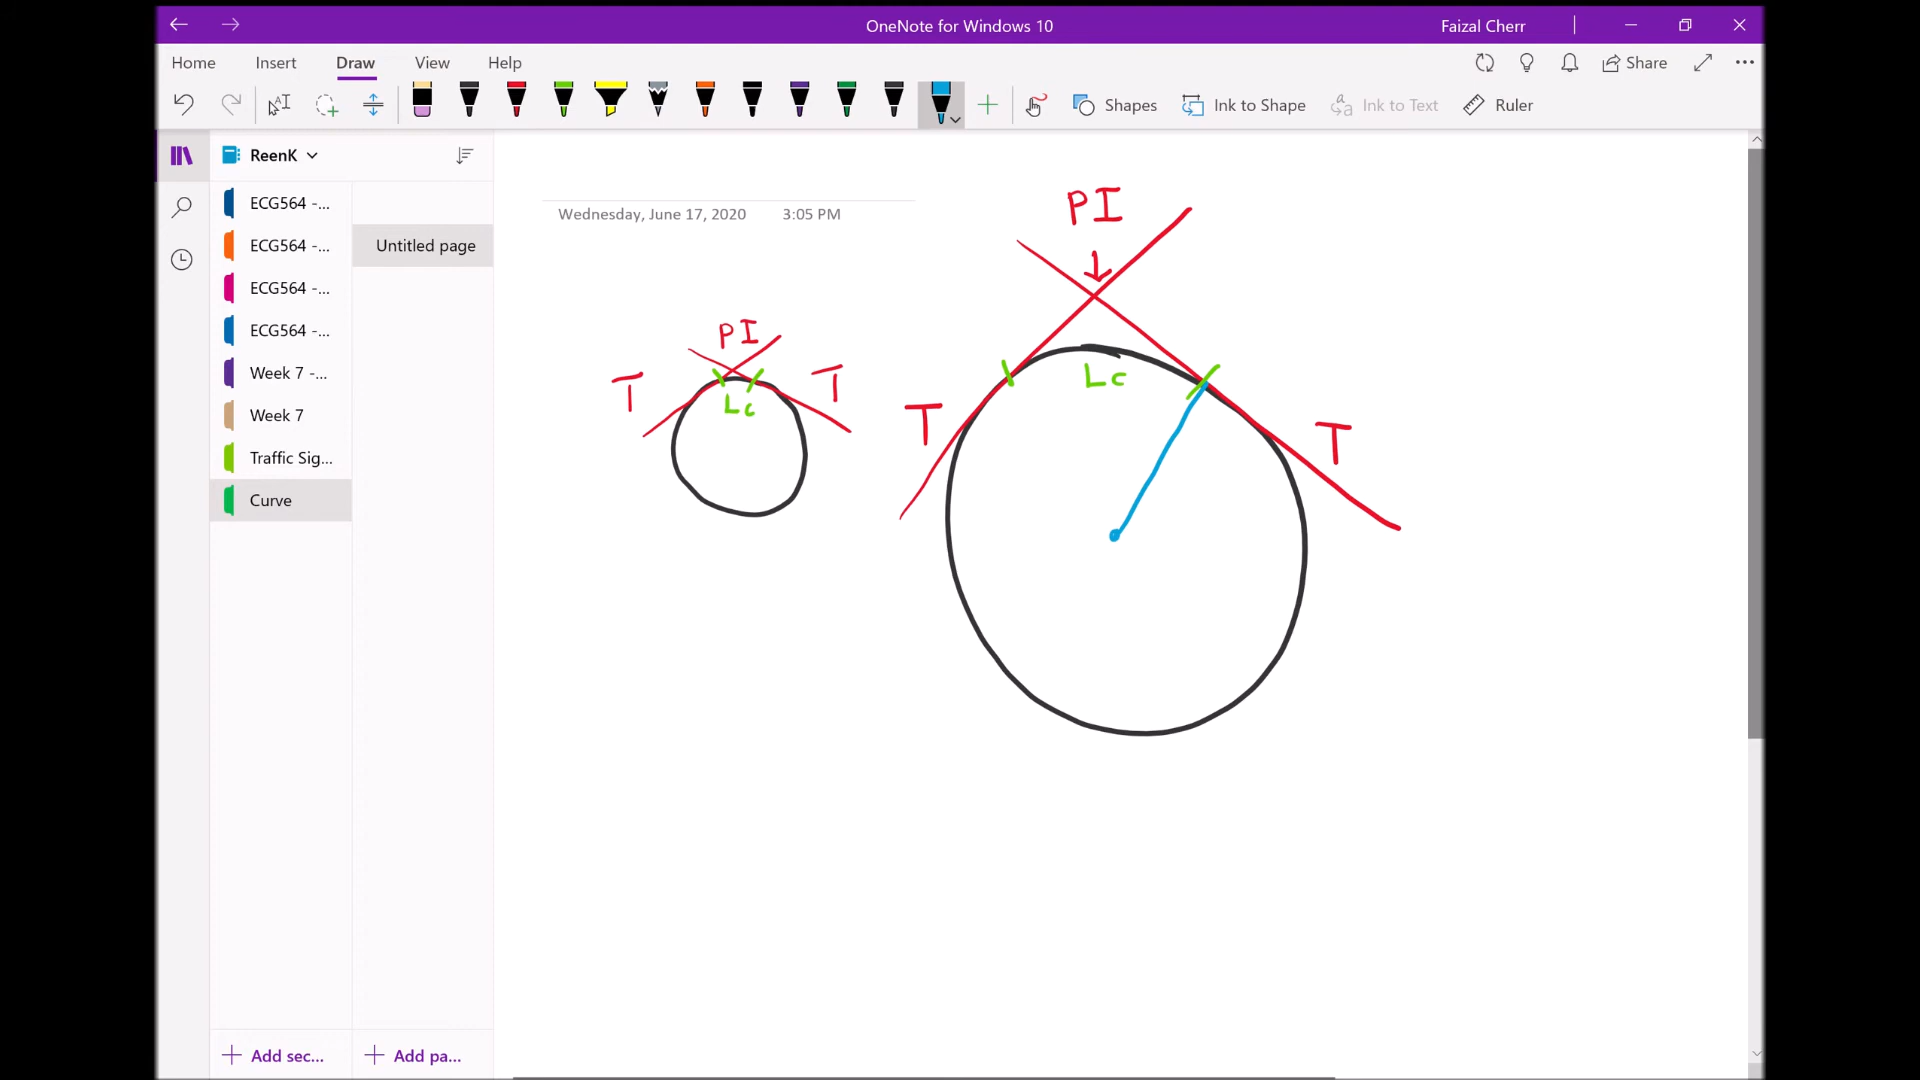 OneNote for Windows 10
Faizal Cherr
Home Insert Draw View Help
Share
Shapes Ink to Shape Ink to Text Ruler
ReenK
ECG564 -...
ECG564 -...
ECG564 -...
ECG564 -...
Week 7 -...
Week 7
Traffic Sig...
Curve
Add sec...
Untitled page
Add pa...
Wednesday, June 17, 2020 3:05 PM
PI
T
T
Lc
PI
Lc
T
T